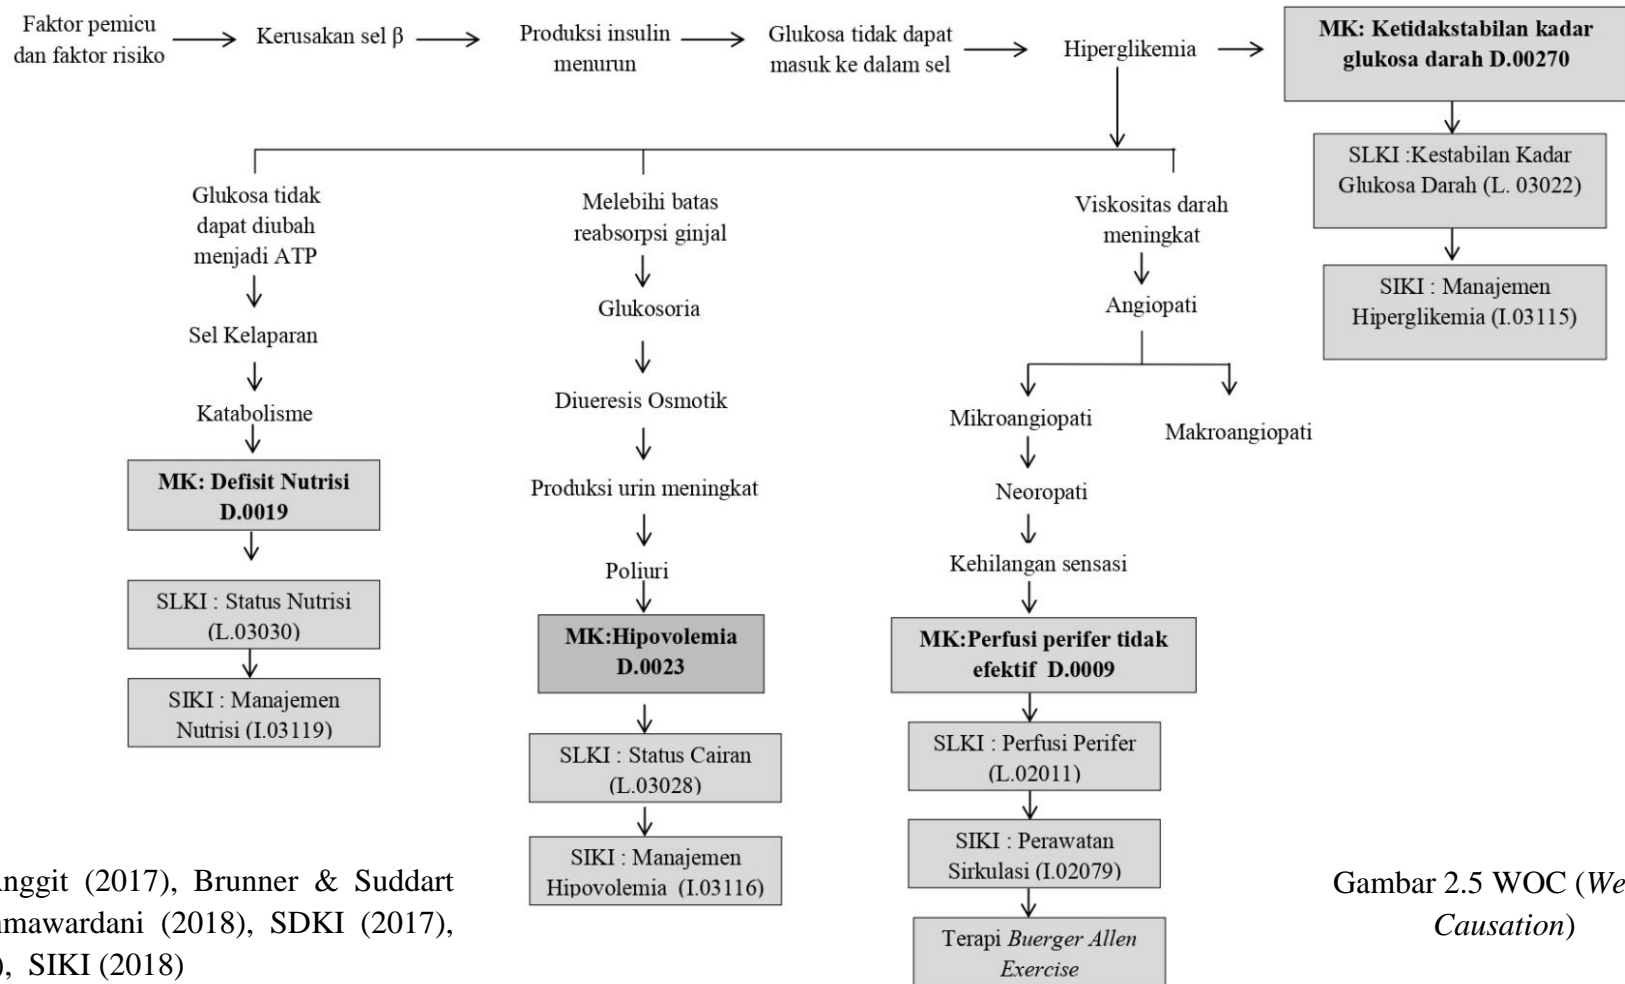 Faktor pemicu
dan faktor risiko
Kerusakan sel β
Produksi insulin
menurun
Glukosa tidak dapat
masuk ke dalam sel
Hiperglikemia
MK: Ketidakstabilan kadar
glukosa darah D.00270
SLKI :Kestabilan Kadar
Glukosa Darah (L. 03022)
SIKI : Manajemen
Hiperglikemia (I.03115)
Glukosa tidak
dapat diubah
menjadi ATP
Sel Kelaparan
Katabolisme
MK: Defisit Nutrisi
D.0019
SLKI : Status Nutrisi
(L.03030)
SIKI : Manajemen
Nutrisi (I.03119)
Melebihi batas
reabsorpsi ginjal
Glukosoria
Diueresis Osmotik
Produksi urin meningkat
Poliuri
MK:Hipovolemia
D.0023
SLKI : Status Cairan
(L.03028)
SIKI : Manajemen
Hipovolemia (I.03116)
Viskositas darah
meningkat
Angiopati
Mikroangiopati
Makroangiopati
Neoropati
Kehilangan sensasi
MK:Perfusi perifer tidak
efektif D.0009
SLKI : Perfusi Perifer
(L.02011)
SIKI : Perawatan
Sirkulasi (I.02079)
Terapi Buerger Allen
Exercise
nggit (2017), Brunner & Suddart
mawardani (2018), SDKI (2017),
), SIKI (2018)
Gambar 2.5 WOC (We
Causation)